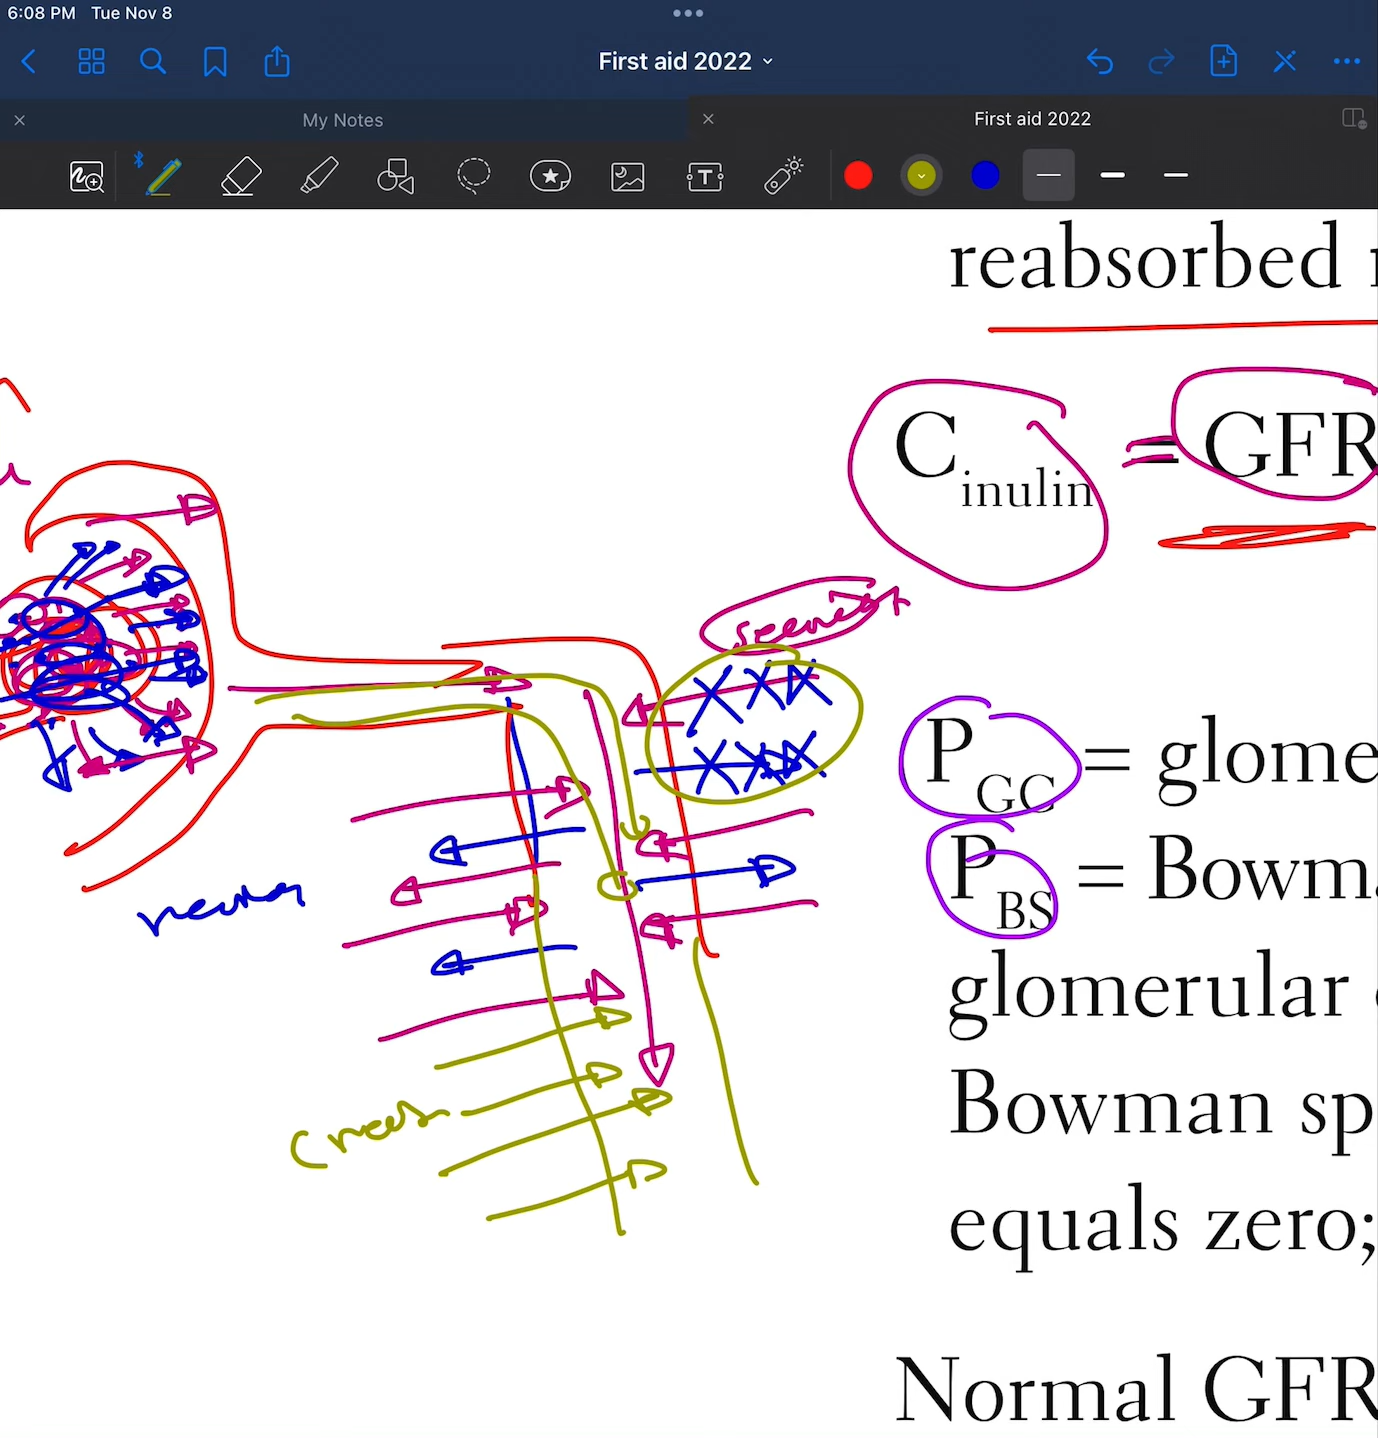 6:08 PM Tue Nov 8
First aid 2022
My Notes
First aid 2022
reabsorbed
C inulin = GFR
P GC = glome
P BS = Bowm
glomerular
Bowman sp
equals zero;
Normal GFR